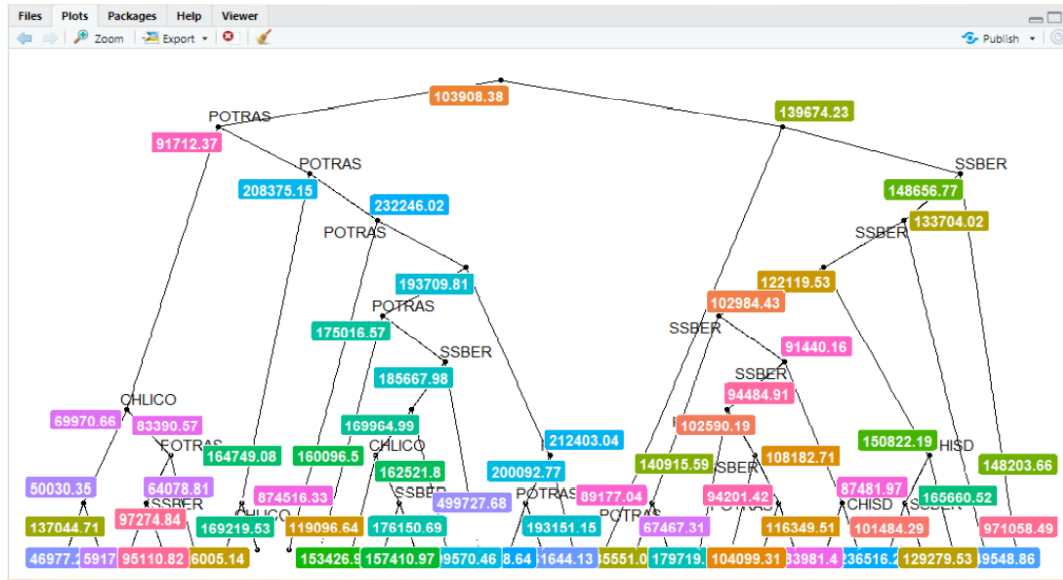 Files Plots Packages Help Viewer
Zoom Export Publish
103908.38
139674.23
POTRAS
91712.37
POTRAS
SSBER
208375.15
148656.77
232246.02
133704.02
POTRAS
SSBER
193709.81
122119.53
102984.43
POTRAS
175016.57
SSBER
SSBER
91440.16
185667.98
SSBER
94484.91
CHLICO
69970.66
83390.57
169964.99
102590.19
212403.04
150822.19
HISD
CHLICO
164749.08
160096.5
162521.8
200092.77
140915.59
108182.71
148203.66
50030.35
64078.81
874516.33
499727.68
89177.04
94201.42
87481.97
165660.52
SSBER
SSBER
POTRAS
CHISD
97274.84
137044.71
169219.53
119096.64
176150.69
193151.15
POTRAS
67467.31
116349.51
101484.29
971058.49
95110.82
157410.97
104099.31
129279.53